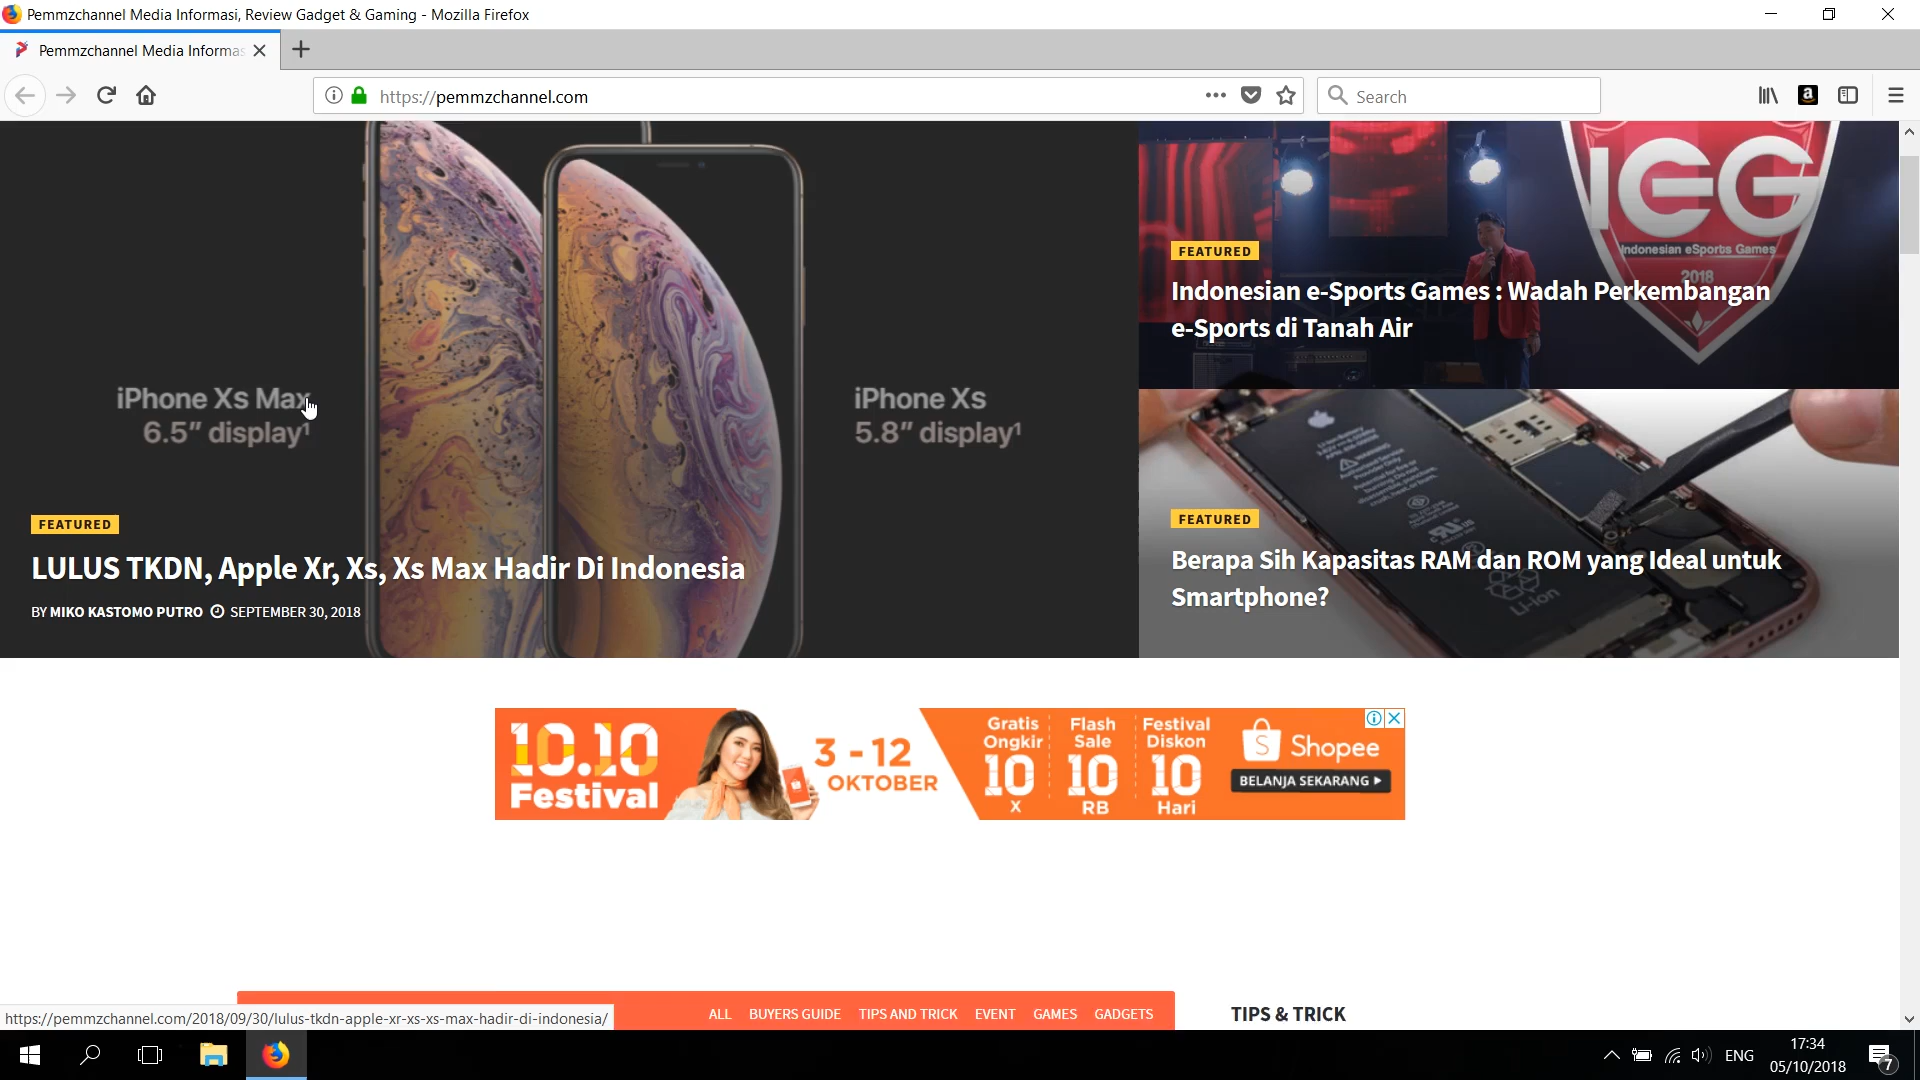 Pemmzchannel Media Informasi, Review Gadget & Gaming - Mozilla Firefox
Pemmzchannel Media Informas
https://pemmzchannel.com
Search
iPhone Xs Max
6.5” display¹
iPhone Xs
5.8” display¹
FEATURED
LULUS TKDN, Apple Xr, Xs, Xs Max Hadir Di Indonesia
BY MIKO KASTOMO PUTRO SEPTEMBER 30, 2018
IEG
Indonesian eSports Games
2018
FEATURED
Indonesian e-Sports Games : Wadah Perkembangan
e-Sports di Tanah Air
FEATURED
Berapa Sih Kapasitas RAM dan ROM yang Ideal untuk
Smartphone?
Li-ion
10.10
Festival
3 - 12
OKTOBER
Gratis
Ongkir
10
X
Flash
Sale
10
RB
Festival
Diskon
10
Hari
Shopee
BELANJA SEKARANG
ALL BUYERS GUIDE TIPS AND TRICK EVENT GAMES GADGETS
TIPS & TRICK
https://pemmzchannel.com/2018/09/30/lulus-tkdn-apple-xr-xs-xs-max-hadir-di-indonesia/
ENG
17:34
05/10/2018
7